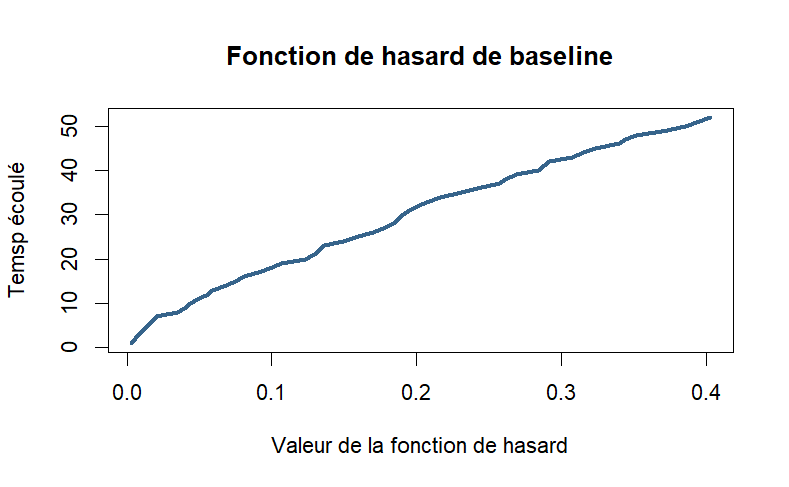 Fonction de hasard de baseline
Temsp écoulé
50
40
30
20
10
0
0.0 0.1 0.2 0.3 0.4
Valeur de la fonction de hasard